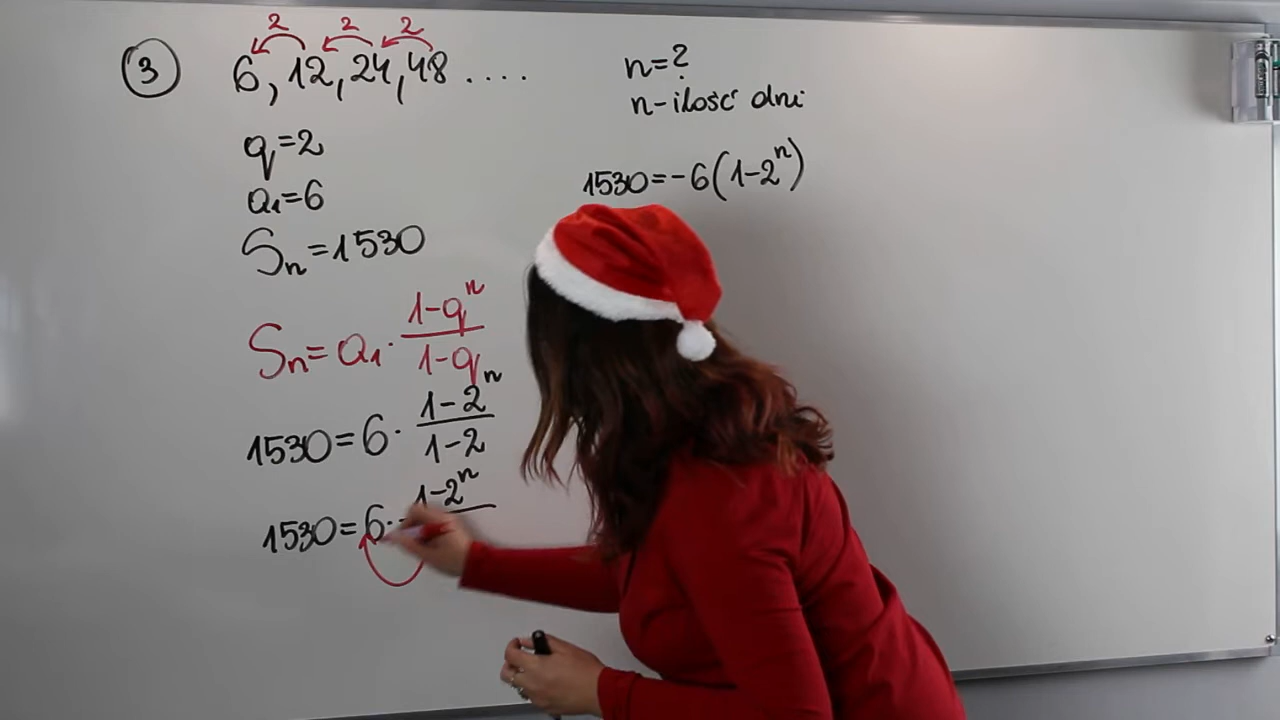 2 2 2
3 6, 12, 24, 48 ....
q=2
a₁=6
Sₙ=1530
Sₙ=a₁·(1-qⁿ)/(1-q)
1530=6·(1-2ⁿ)/(1-2)
1530=6·1-2ⁿ
n=?
n-ilość dni
1530=-6(1-2ⁿ)